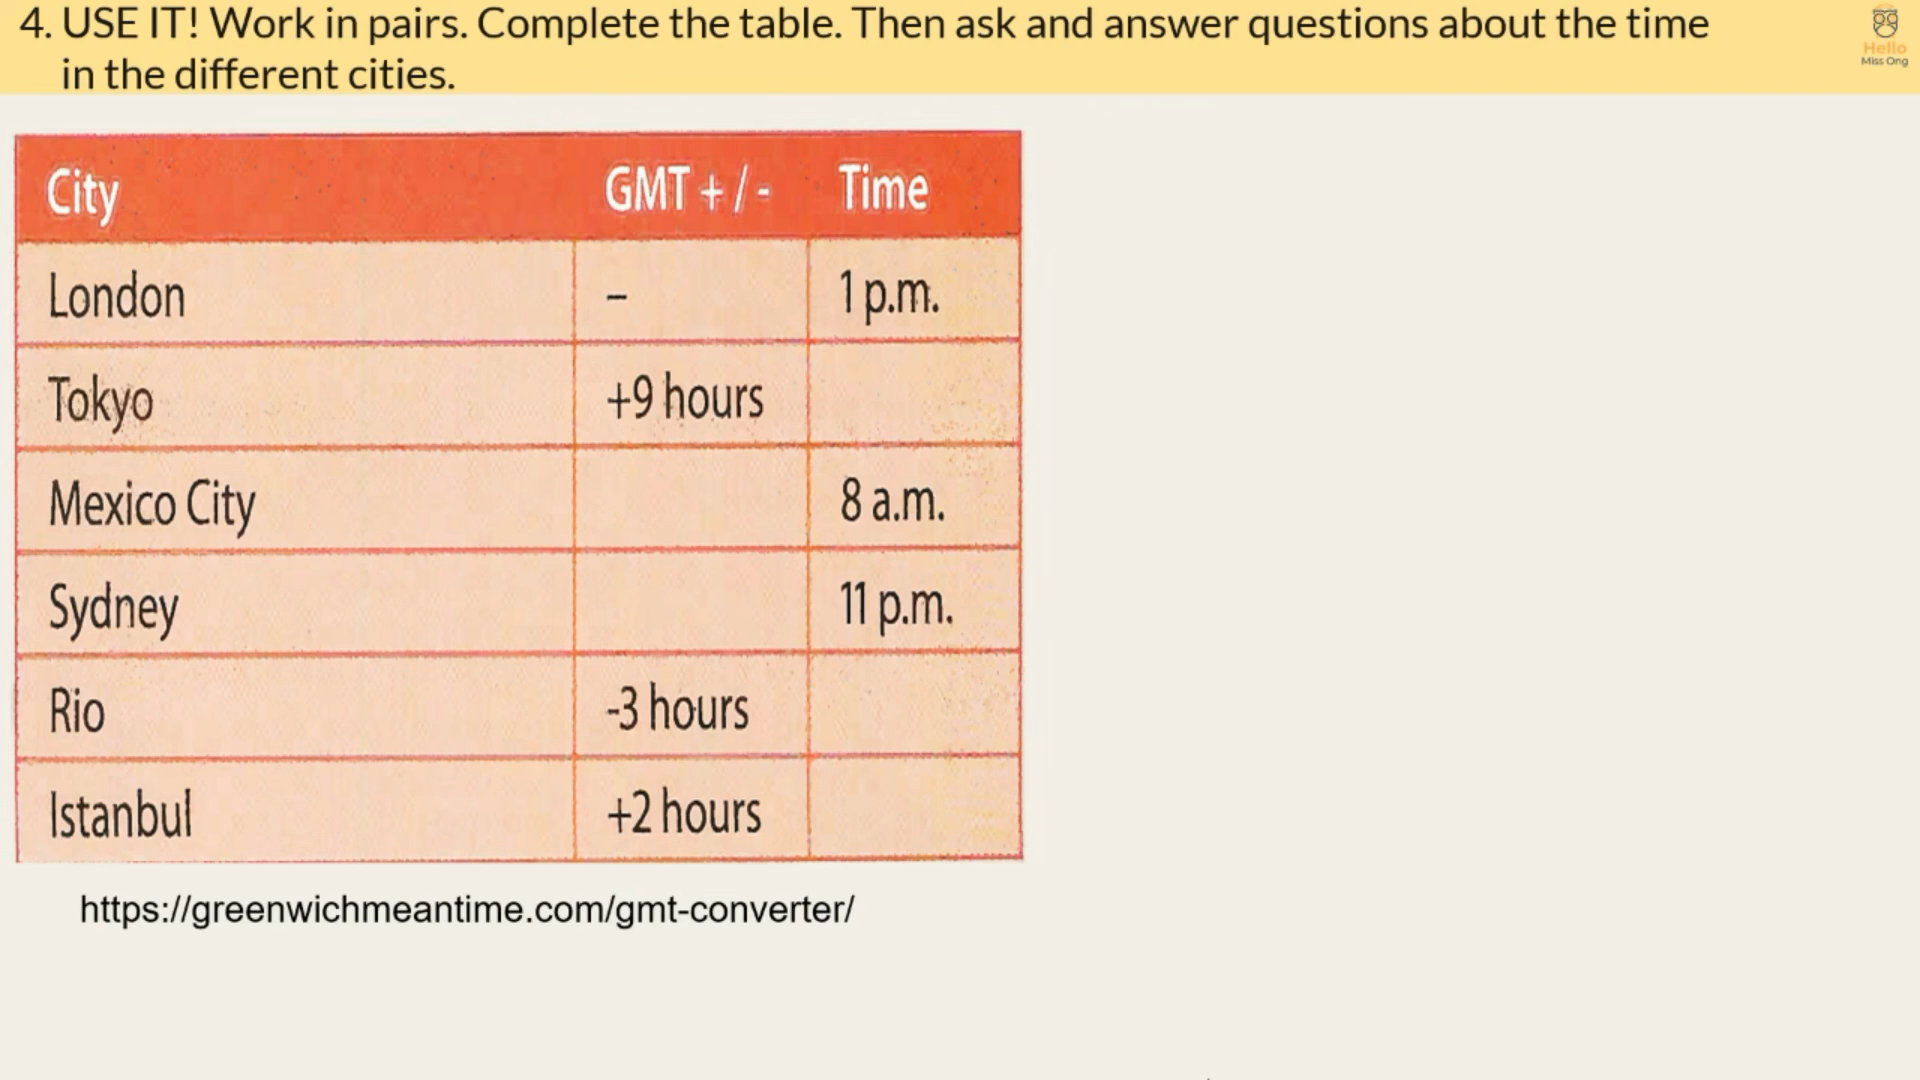 4. USE IT! Work in pairs. Complete the table. Then ask and answer questions about the time
in the different cities.
Hello
Miss Ong
City GMT + / - Time
London – 1 p.m.
Tokyo +9 hours
Mexico City 8 a.m.
Sydney 11 p.m.
Rio -3 hours
Istanbul +2 hours
https://greenwichmeantime.com/gmt-converter/